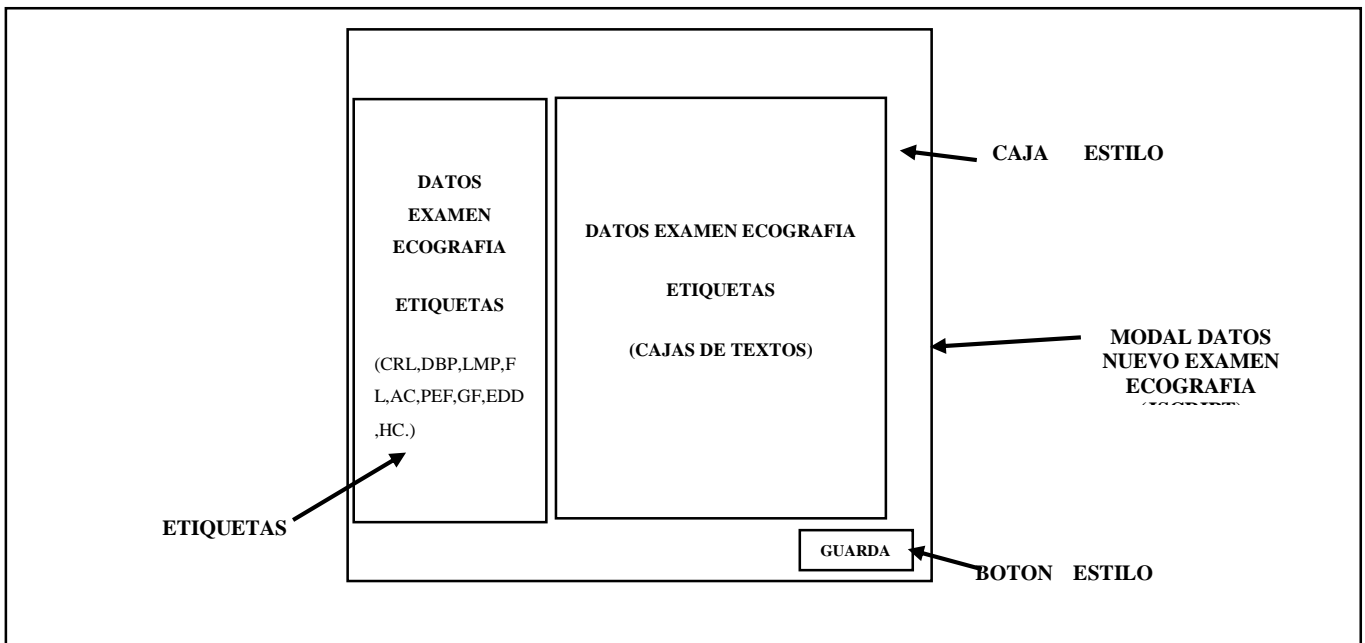 DATOS
EXAMEN
ECOGRAFIA
ETIQUETAS
(CRL,DBP,LMP,F
L,AC,PEF,GF,EDD
,HC.)
DATOS EXAMEN ECOGRAFIA
ETIQUETAS
(CAJAS DE TEXTOS)
CAJA ESTILO
MODAL DATOS
NUEVO EXAMEN
ECOGRAFIA
ETIQUETAS
GUARDA
BOTON ESTILO